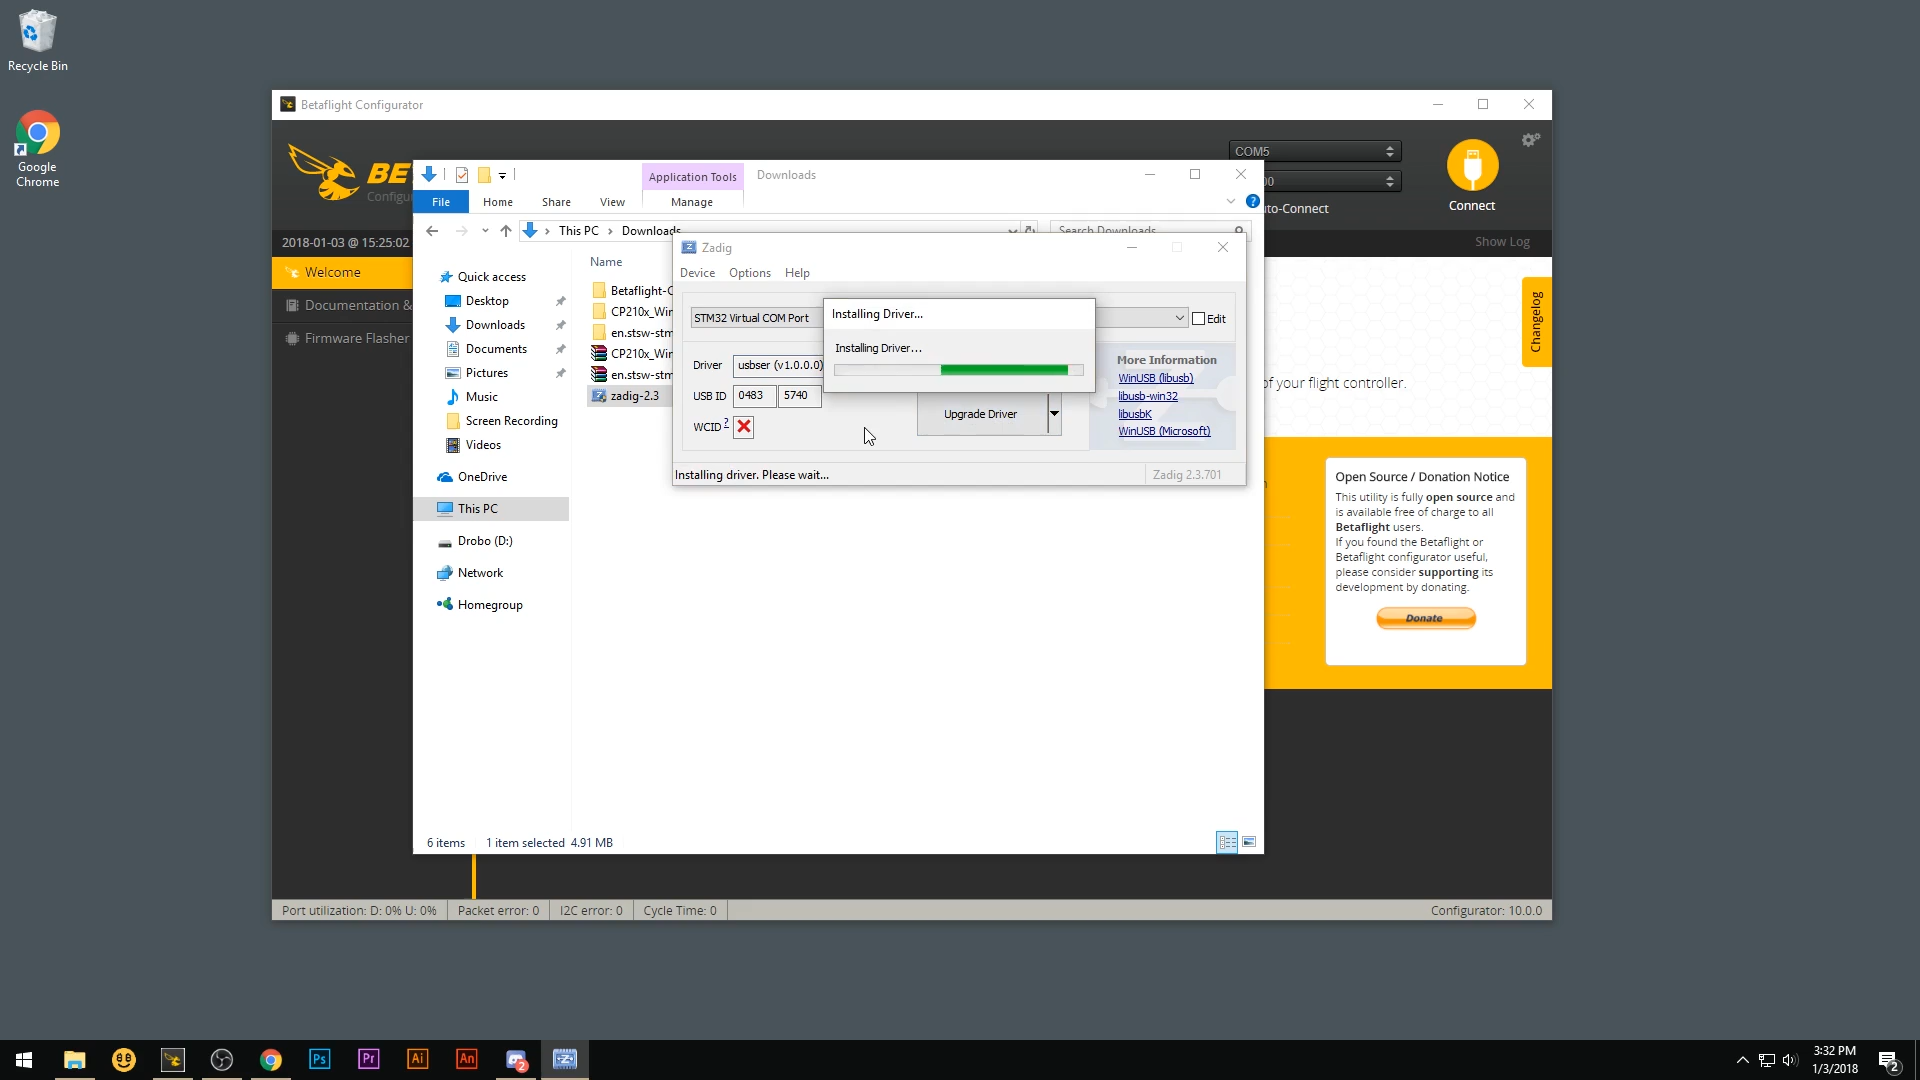 Recycle Bin
Google
Chrome
Betaflight Configurator
COM5
Connect
Show Log
2018-01-03 @ 15:25:02
Welcome
Documentation &
Firmware Flasher
Application Tools
Downloads
File
Home
Share
View
Manage
This PC
Downloads
Search Downloads
Name
Quick access
Desktop
Downloads
Documents
Pictures
Music
Screen Recording
Videos
OneDrive
This PC
Drobo (D:)
Network
Homegroup
zadig-2.3
6 items
1 item selected 4.91 MB
Zadig
Device
Options
Help
STM32 Virtual COM Port
Edit
Installing Driver...
Installing Driver...
Driver
usbser (v1.0.0.0)
USB ID
0483
5740
WCID ?
Upgrade Driver
More Information
WinUSB (libusb)
libusb-win32
libusbK
WinUSB (Microsoft)
Installing driver. Please wait...
Zadig 2.3.701
Changelog
of your flight controller.
Open Source / Donation Notice
This utility is fully open source and
is available free of charge to all
Betaflight users.
If you found the Betaflight or
Betaflight configurator useful,
please consider supporting its
development by donating.
Donate
Port utilization: D: 0% U: 0%
Packet error: 0
I2C error: 0
Cycle Time: 0
Configurator: 10.0.0
Ps
Pr
Ai
An
2
3:32 PM
1/3/2018
2